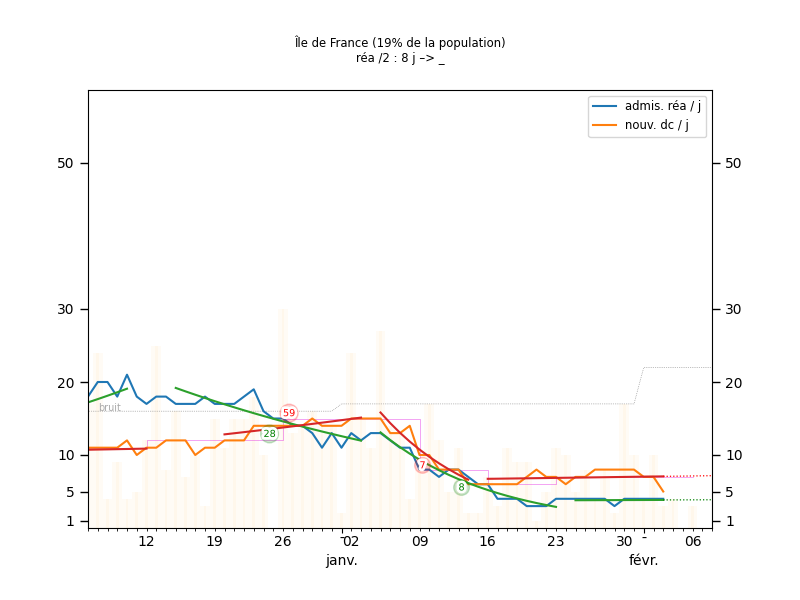 Île de France (19% de la population)
réa /2 : 8 j –> _
admis. réa / j
nouv. dc / j
50 50
30 30
20 20
bruit
59
28
10 10
7
8
5 5
1 1
12 19 26 02 09 16 23 30 06
janv. févr.